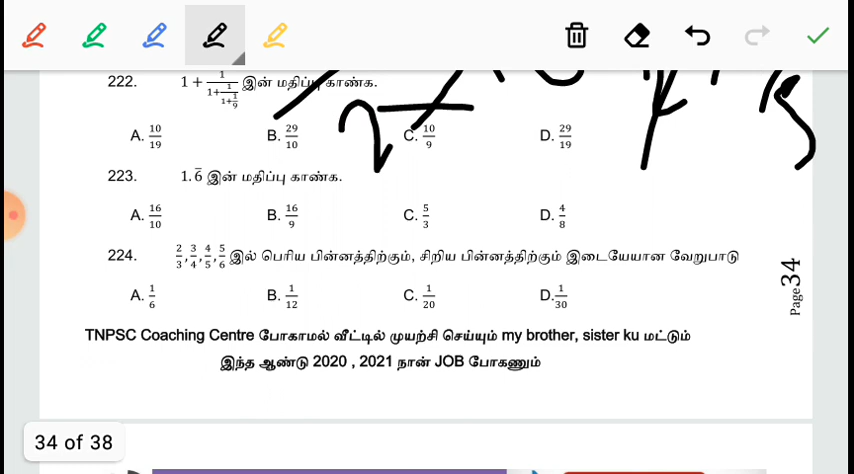 222. 1 + 1/(1+1/(1+1/9)) இன் மதிப்பு காண்க.
A. 10/19 B. 29/10 C. 10/9 D. 29/19
223. 1.6̅ இன் மதிப்பு காண்க.
A. 16/10 B. 16/9 C. 5/3 D. 4/8
224. 2/3, 3/4, 4/5, 5/6 இல் பெரிய பின்னத்திற்கும், சிறிய பின்னத்திற்கும் இடையேயான வேறுபாடு
A. 1/6 B. 1/12 C. 1/20 D. 1/30
Page 34
TNPSC Coaching Centre போகாமல் வீட்டில் முயற்சி செய்யும் my brother, sister ku மட்டும்
இந்த ஆண்டு 2020 , 2021 நான் JOB போகணும்
34 of 38